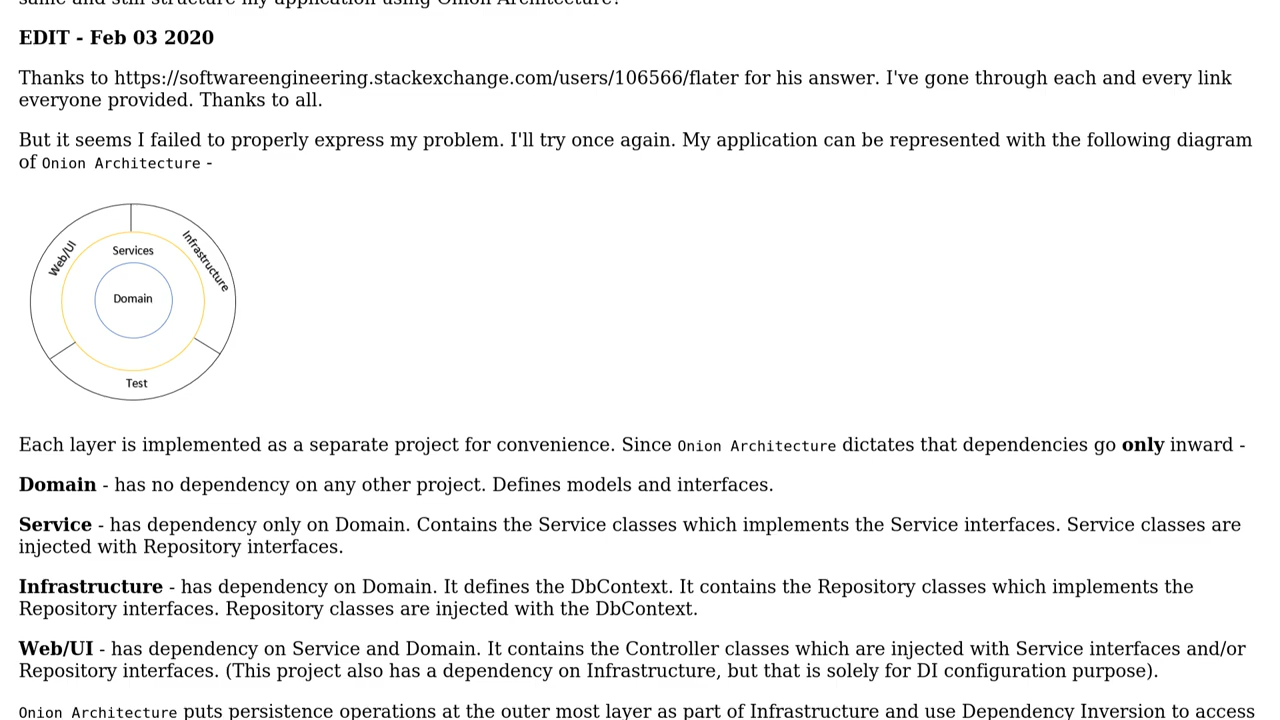 same and still structure my application using Onion Architecture?
EDIT - Feb 03 2020
Thanks to https://softwareengineering.stackexchange.com/users/106566/flater for his answer. I've gone through each and every link
everyone provided. Thanks to all.
But it seems I failed to properly express my problem. I'll try once again. My application can be represented with the following diagram
of Onion Architecture -
Web/UI
Services
Infrastructure
Domain
Test
Each layer is implemented as a separate project for convenience. Since Onion Architecture dictates that dependencies go only inward -
Domain - has no dependency on any other project. Defines models and interfaces.
Service - has dependency only on Domain. Contains the Service classes which implements the Service interfaces. Service classes are
injected with Repository interfaces.
Infrastructure - has dependency on Domain. It defines the DbContext. It contains the Repository classes which implements the
Repository interfaces. Repository classes are injected with the DbContext.
Web/UI - has dependency on Service and Domain. It contains the Controller classes which are injected with Service interfaces and/or
Repository interfaces. (This project also has a dependency on Infrastructure, but that is solely for DI configuration purpose).
Onion Architecture puts persistence operations at the outer most layer as part of Infrastructure and use Dependency Inversion to access